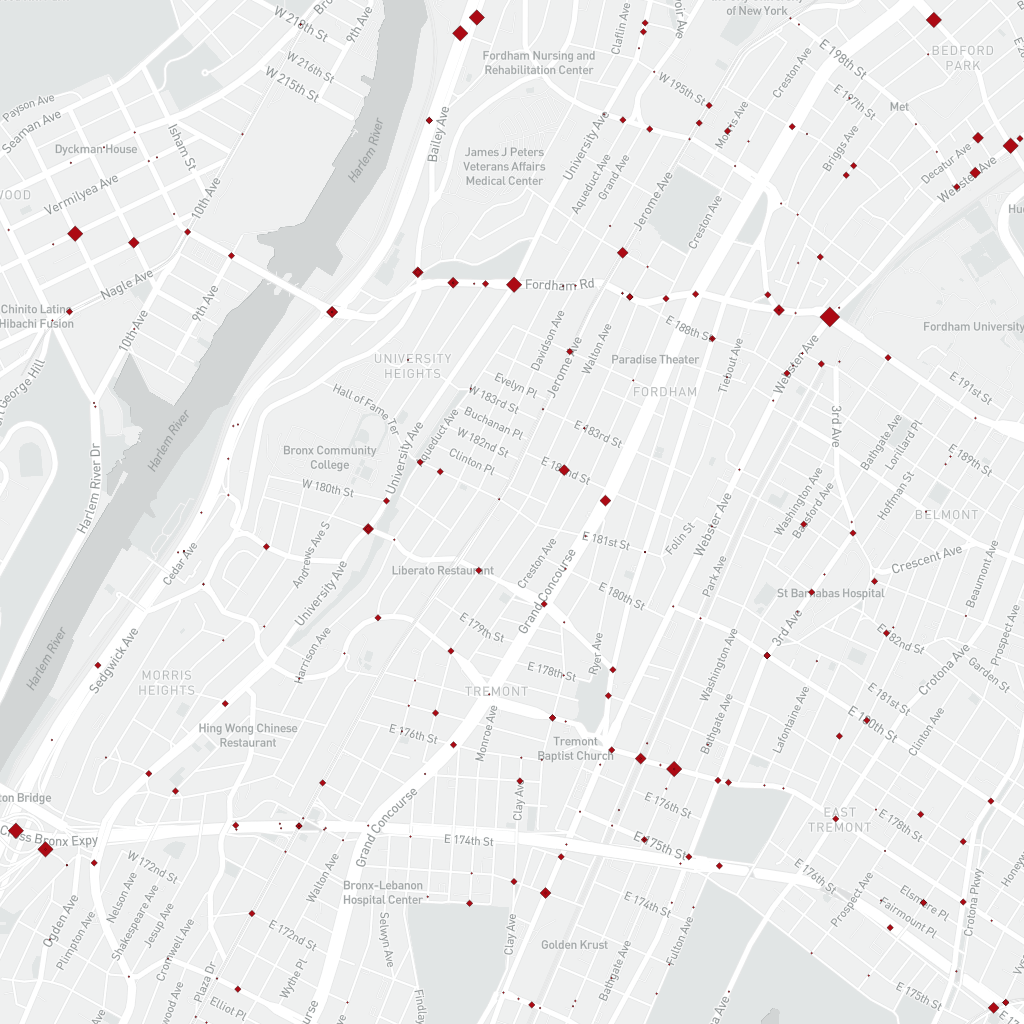 of New York
W 218th St
9th Ave
Claflin Ave
E 198th St
Creston Ave
BEDFORD
PARK
Fordham Nursing and
Rehabilitation Center
W 216th St
W 215th St
W 195th St
E 197th St
Met
Payson Ave
Seaman Ave
Bailey Ave
Harlem River
University Ave
Morris Ave
Briggs Ave
Dyckman House
Isham St
James J Peters
Veterans Affairs
Medical Center
Aqueduct Ave
Grand Ave
Jerome Ave
Decatur Ave
Webster Ave
Vermilyea Ave
10th Ave
Creston Ave
Nagle Ave
9th Ave
Fordham Rd
Chinito Latino
Hibachi Fusion
10th Ave
E 188th St
Fordham University
Davidson Ave
Jerome Ave
Walton Ave
Paradise Theater
Tiebout Ave
Webster Ave
UNIVERSITY
HEIGHTS
FORDHAM
Evelyn Pl
E 191st St
Hall of Fame Ter
W 183rd St
Buchanan Pl
W 182nd St
Clinton Pl
E 183rd St
3rd Ave
Bathgate Ave
Lorillard Pl
Harlem River
Aqueduct Ave
University Ave
Bronx Community
College
E 182nd St
E 189th St
W 180th St
Washington Ave
Bassford Ave
Hoffman St
BELMONT
Harlem River Dr
Andrews Ave S
E 181st St
Folin St
Webster Ave
Cedar Ave
University Ave
Liberato Restaurant
Creston Ave
Grand Concourse
E 180th St
Park Ave
Crescent Ave
St Barnabas Hospital
Beaumont Ave
Prospect Ave
Harlem River
Sedgwick Ave
Harrison Ave
E 179th St
3rd Ave
E 182nd St
Ryer Ave
Washington Ave
Crotona Ave
Garden St
MORRIS
HEIGHTS
E 178th St
TREMONT
E 181st St
E 180th St
Hing Wong Chinese
Restaurant
E 176th St
Monroe Ave
Tremont
Baptist Church
Bathgate Ave
Lafontaine Ave
Clinton Ave
ton Bridge
Cross Bronx Expy
Grand Concourse
Clay Ave
E 176th St
EAST
TREMONT
E 178th St
E 174th St
E 175th St
W 172nd St
Walton Ave
E 176th St
Crotona Pkwy
Bronx-Lebanon
Hospital Center
E 174th St
Prospect Ave
Elsmere Pl
Fairmount Pl
Ogden Ave
Plimpton Ave
Nelson Ave
Shakespeare Ave
Jesup Ave
Cromwell Ave
E 172nd St
Selwyn Ave
Clay Ave
Golden Krust
Fulton Ave
Bathgate Ave
Plaza Dr
Wythe Pl
Elliot Pl
E 175th St